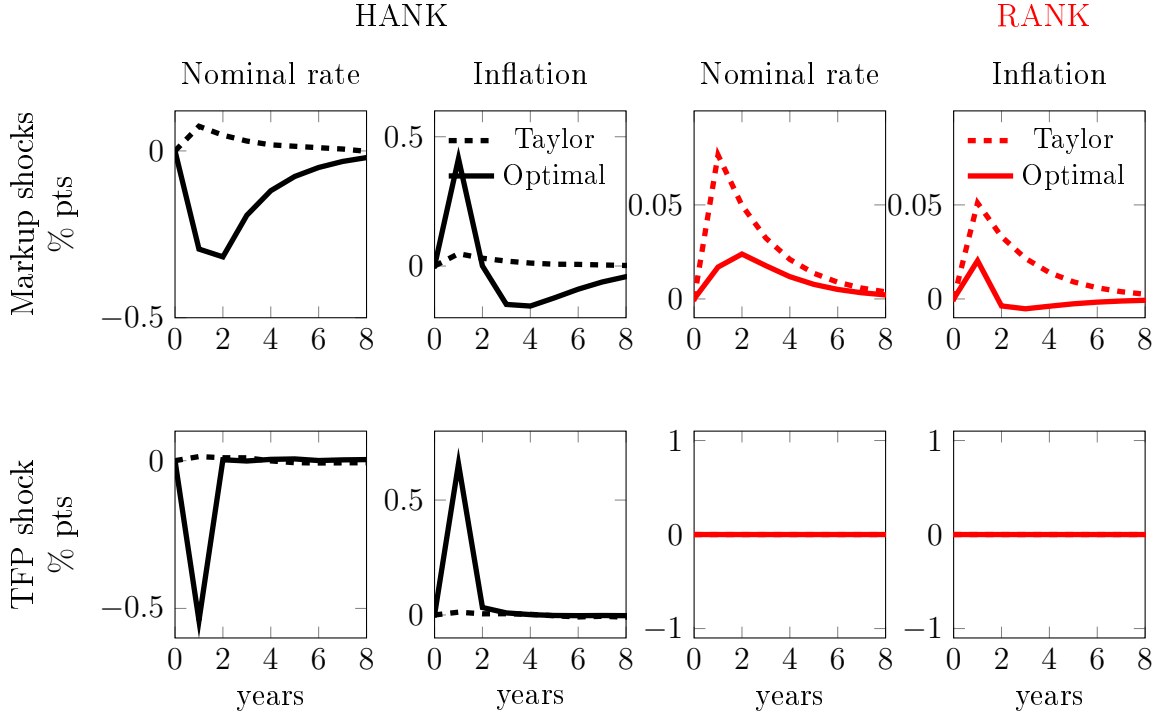 HANK
RANK
Nominal rate
Inflation
Nominal rate
Inflation
Markup shocks
% pts
0
−0.5
0 2 4 6 8
0.5
0
Taylor
Optimal
0 2 4 6 8
0.05
0
0 2 4 6 8
0.05
0
Taylor
Optimal
0 2 4 6 8
TFP shock
% pts
0
−0.5
0 2 4 6 8
years
0.5
0
0 2 4 6 8
years
1
0
−1
0 2 4 6 8
years
1
0
−1
0 2 4 6 8
years